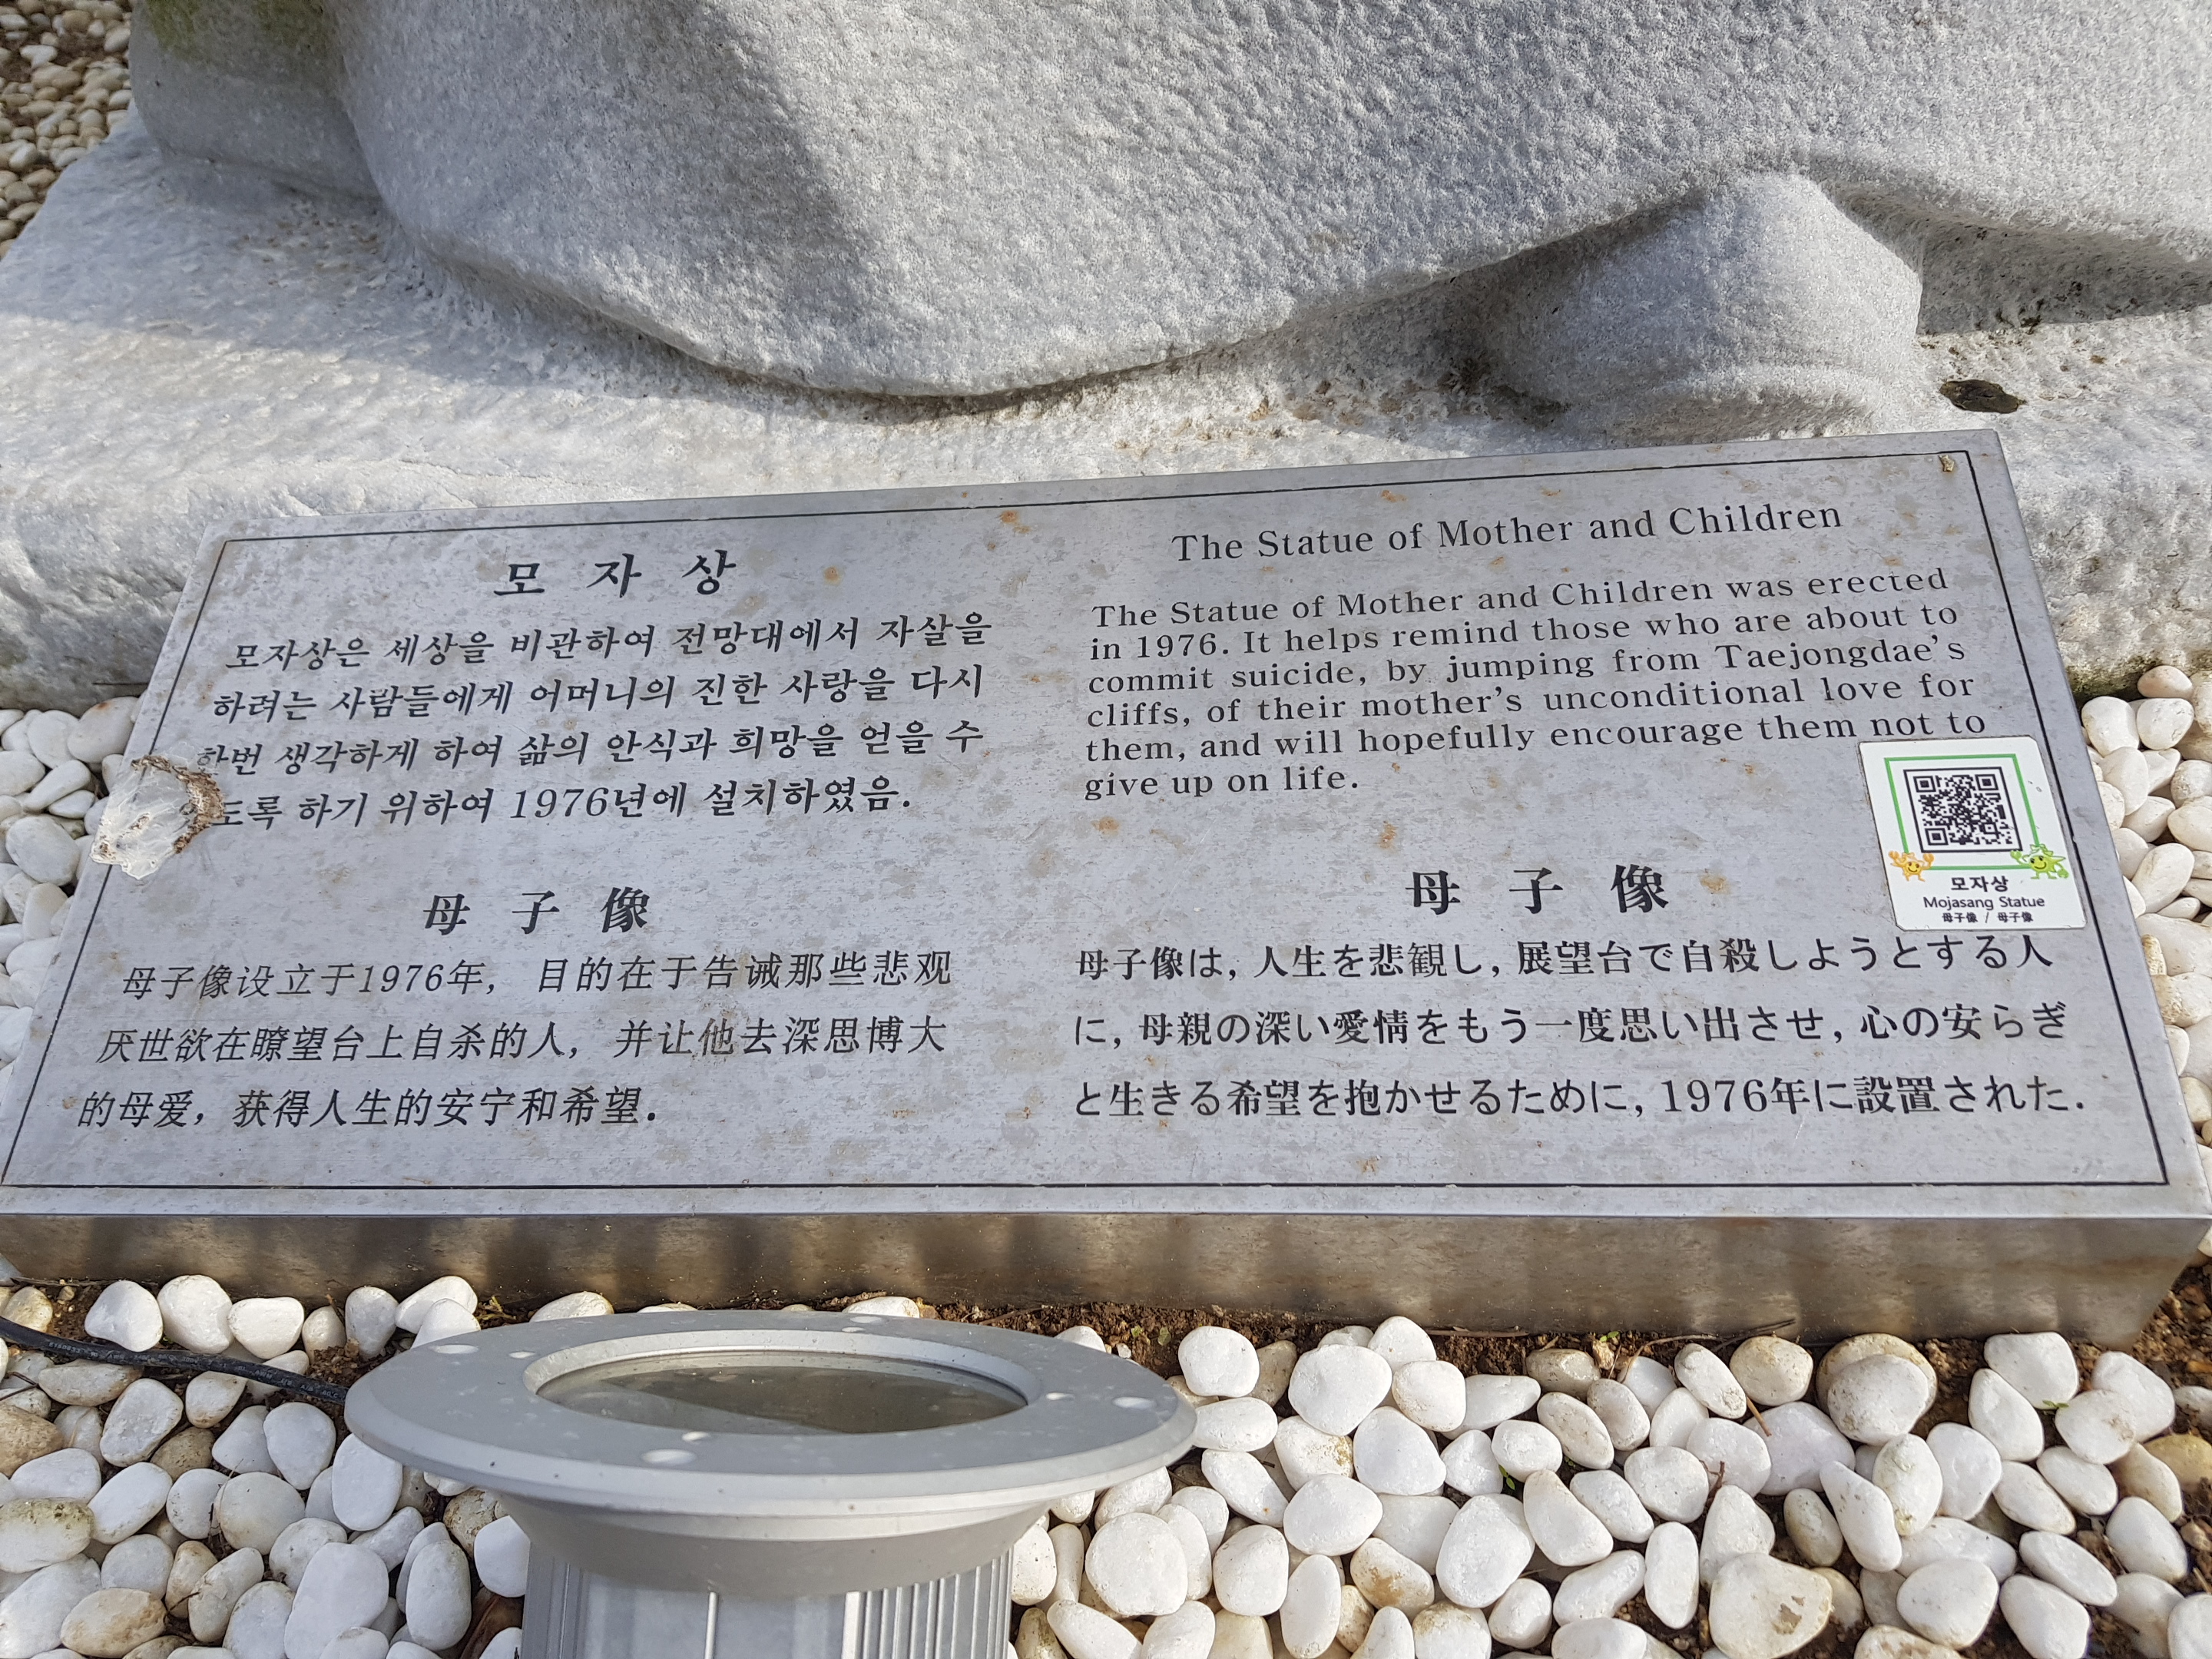 모 자 상
모자상은 세상을 비관하여 전망대에서 자살을
하려는 사람들에게 어머니의 진한 사랑을 다시
한번 생각하게 하여 삶의 안식과 희망을 얻을 수
도록 하기 위하여 1976년에 설치하였음.
The Statue of Mother and Children
The Statue of Mother and Children was erected
in 1976. It helps remind those who are about to
commit suicide, by jumping from Taejongdae's
cliffs, of their mother's unconditional love for
them, and will hopefully encourage them not to
give up on life.
母 子 像
母子像设立于1976年, 目的在于告诫那些悲观
厌世欲在瞭望台上自杀的人, 并让他去深思博大
的母爱, 获得人生的安宁和希望.
母 子 像
母子像は, 人生を悲観し, 展望台で自殺しようとする人
に, 母親の深い愛情をもう一度思い出させ, 心の安らぎ
と生きる希望を抱かせるために, 1976年に設置された.
모자상
Mojasang Statue
母子像 / 母子像